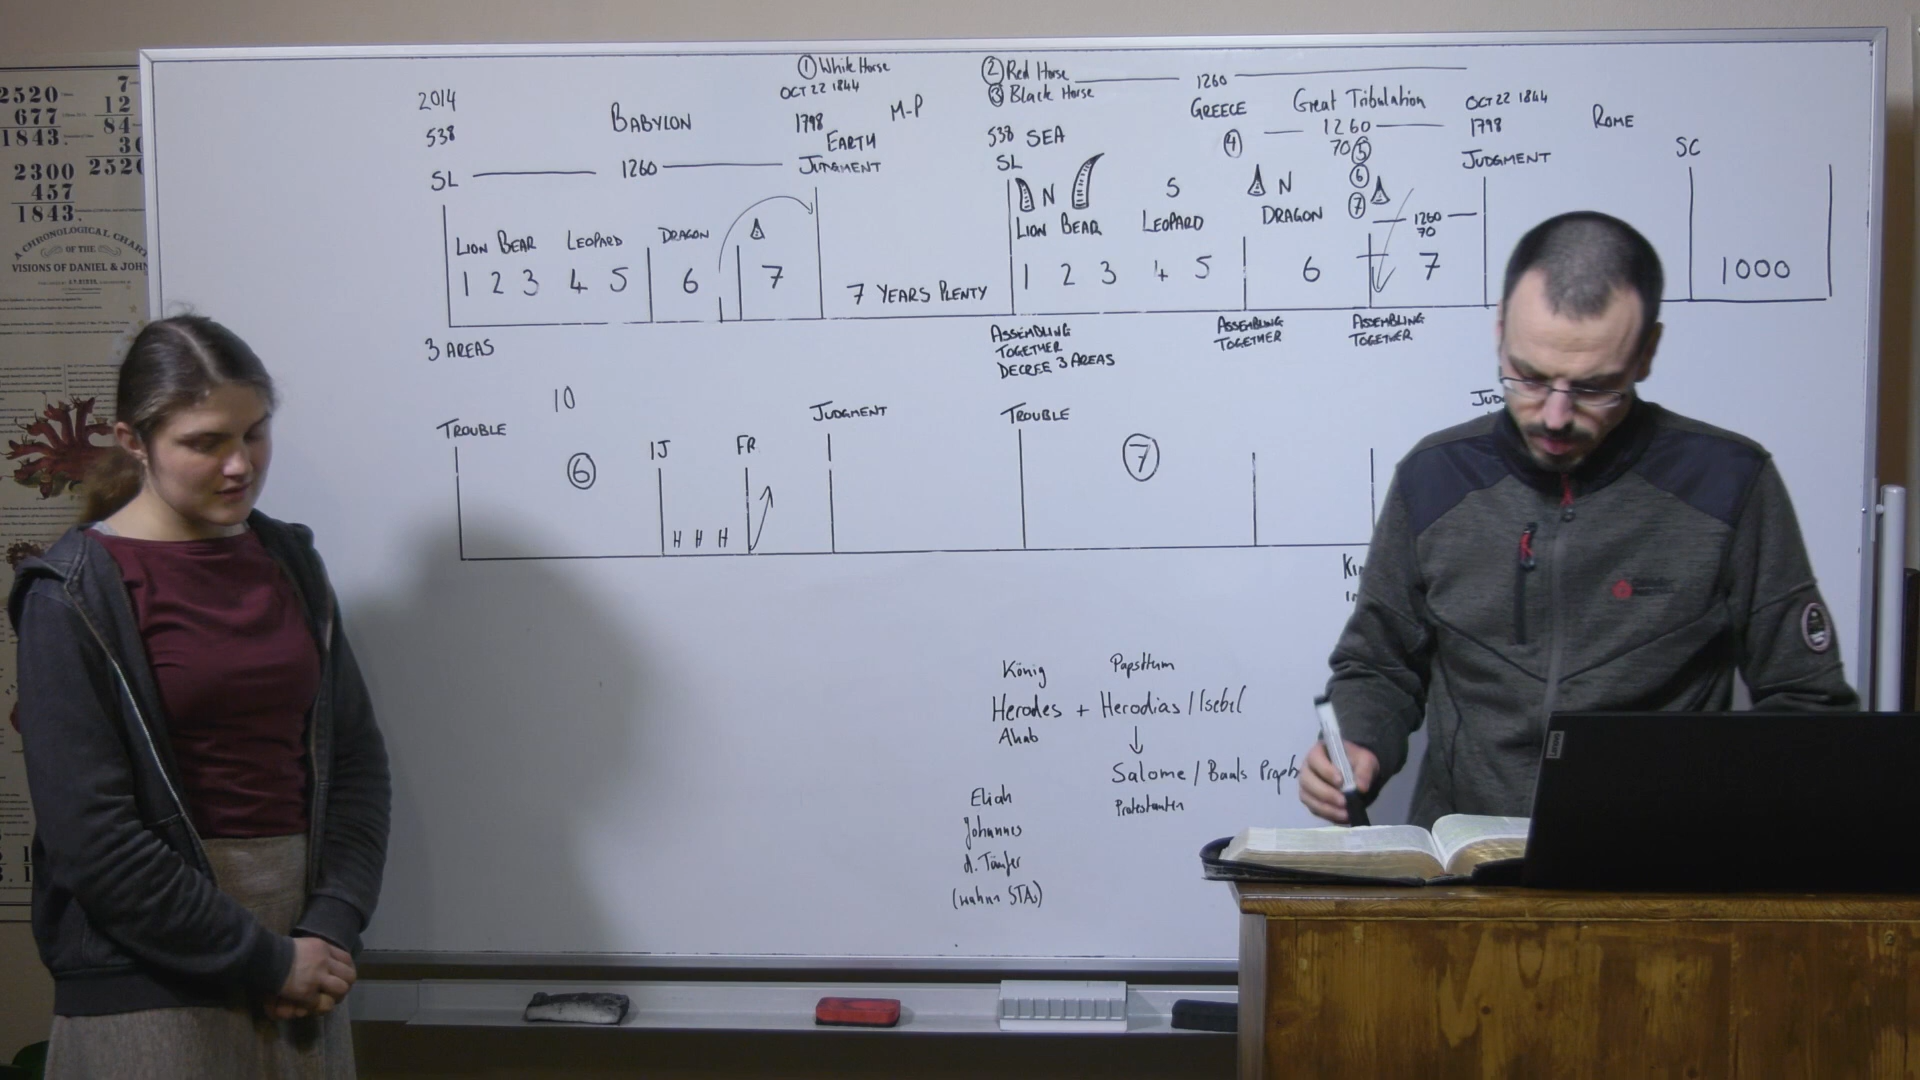 2520
677
1843.
2300
457
1843.
7
12
84
2520
A CHRONOLOGICAL CHART
OF THE
VISIONS OF DANIEL & JOHN
① White Horse
OCT 22 1844
1798
EARTH
JUDGMENT
M-P
2014
538
BABYLON
SL
1260
LION BEAR LEOPARD DRAGON
1 2 3 4 5 6 7
7 YEARS PLENTY
3 AREAS
② Red Horse
③ Black Horse
1260
GREECE
Great Tribulation
OCT 22 1844
1798
JUDGMENT
ROME
538 SEA
SL
④
1260
70 ⑤
⑥
⑦
N
S
N
LION BEAR LEOPARD DRAGON
1260
70
1 2 3 4 5 6 7
SC
1000
ASSEMBLING
TOGETHER
DECREE 3 AREAS
ASSEMBLING
TOGETHER
ASSEMBLING
TOGETHER
10
TROUBLE
⑥
IJ
FR
JUDGMENT
H H H
TROUBLE
⑦
König Papsttum
Herodes + Herodias / Isebel
Ahab
Salome / Baals
Protestanten
Eliah
Johannes
d. Täufer
Lenovo